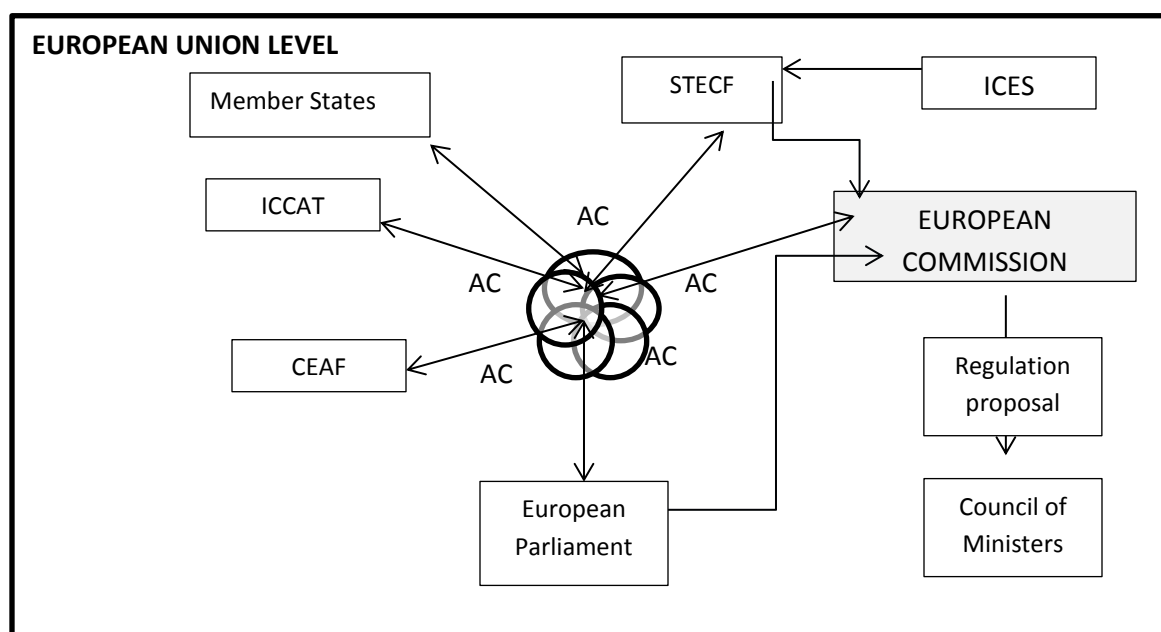 EUROPEAN UNION LEVEL
Member States
STECF
ICES
ICCAT
AC
EUROPEAN
COMMISSION
AC
AC
CEAF
AC
AC
Regulation
proposal
European
Parliament
Council of
Ministers